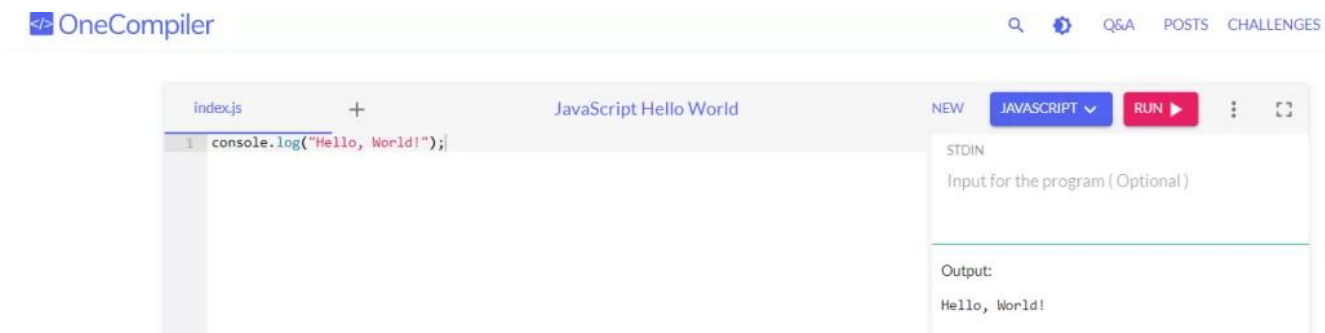 OneCompiler
Q&A POSTS CHALLENGES
index.js + JavaScript Hello World NEW JAVASCRIPT RUN
1 console.log("Hello, World!");
STDIN
Input for the program ( Optional )
Output:
Hello, World!